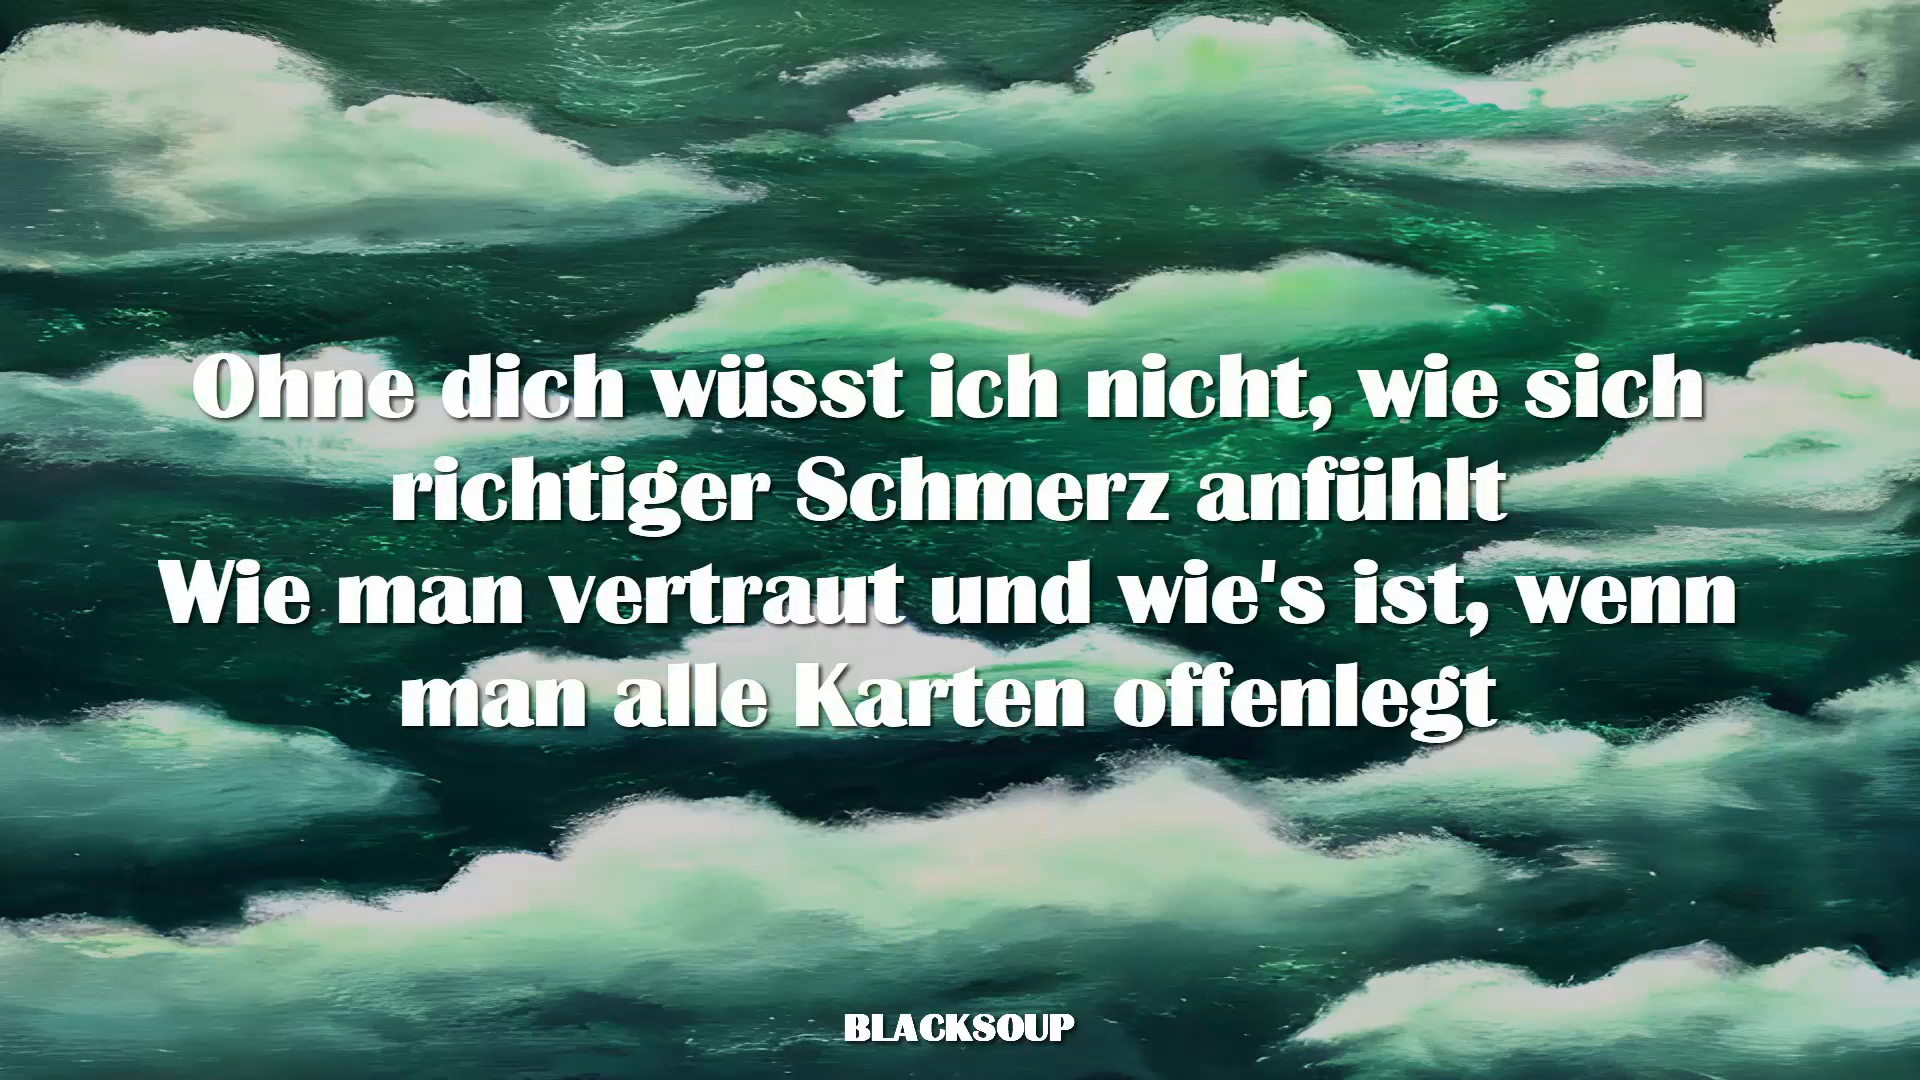 Ohne dich wüsst ich nicht, wie sich
richtiger Schmerz anfühlt
Wie man vertraut und wie's ist, wenn
man alle Karten offenlegt
BLACKSOUP